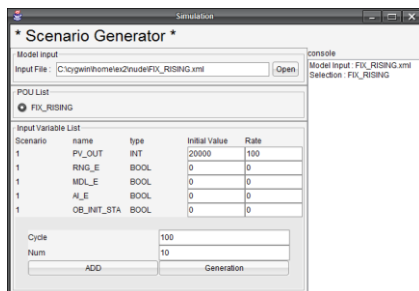 Simulation
* Scenario Generator *
Model Input
Input File : C:\cygwin\home\ex2\nude\FIX_RISING.xml Open
POU List
FIX_RISING
Input Variable List
Scenario name type Initial Value Rate
1 PV_OUT INT 20000 100
1 RNG_E BOOL 0 0
1 MDL_E BOOL 0 0
1 AI_E BOOL 0 0
1 OB_INIT_STA BOOL 0 0
Cycle 100
Num 10
ADD Generation
console
Model Input : FIX_RISING.xml
Selection : FIX_RISING